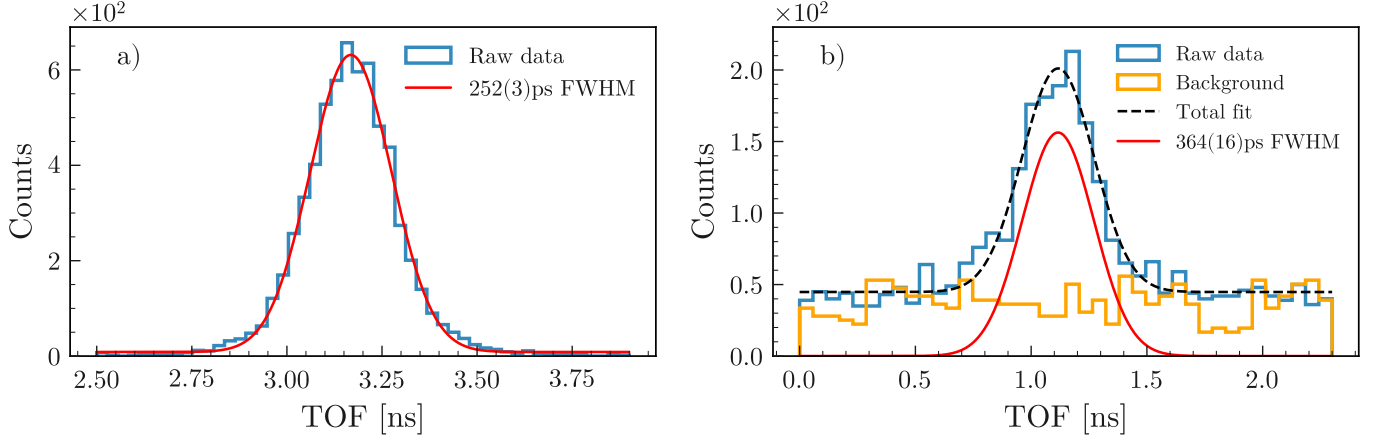 ×10²
a)
Raw data
252(3)ps FWHM
6
4
2
0
Counts
2.50 2.75 3.00 3.25 3.50 3.75
TOF [ns]
×10²
b)
Raw data
Background
Total fit
364(16)ps FWHM
2.0
1.5
1.0
0.5
0.0
Counts
0.0 0.5 1.0 1.5 2.0
TOF [ns]